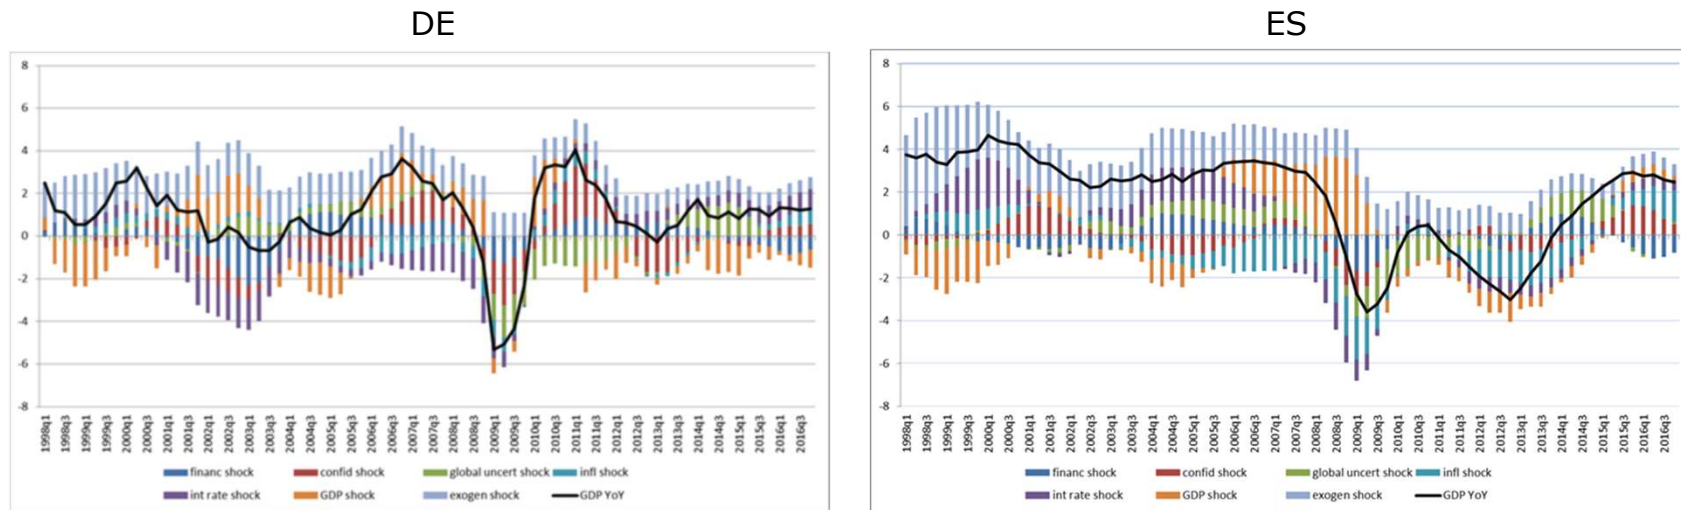 DE
8
6
4
2
0
-2
-4
-6
-8
1998q1
1998q3
1999q1
1999q3
2000q1
2000q3
2001q1
2001q3
2002q1
2002q3
2003q1
2003q3
2004q1
2004q3
2005q1
2005q3
2006q1
2006q3
2007q1
2007q3
2008q1
2008q3
2009q1
2009q3
2010q1
2010q3
2011q1
2011q3
2012q1
2012q3
2013q1
2013q3
2014q1
2014q3
2015q1
2015q3
2016q1
2016q3
financ shock confid shock global uncert shock infl shock
int rate shock GDP shock exogen shock GDP YoY
ES
8
6
4
2
0
-2
-4
-6
-8
1998q1
1998q3
1999q1
1999q3
2000q1
2000q3
2001q1
2001q3
2002q1
2002q3
2003q1
2003q3
2004q1
2004q3
2005q1
2005q3
2006q1
2006q3
2007q1
2007q3
2008q1
2008q3
2009q1
2009q3
2010q1
2010q3
2011q1
2011q3
2012q1
2012q3
2013q1
2013q3
2014q1
2014q3
2015q1
2015q3
2016q1
2016q3
financ shock confid shock global uncert shock infl shock
int rate shock GDP shock exogen shock GDP YoY